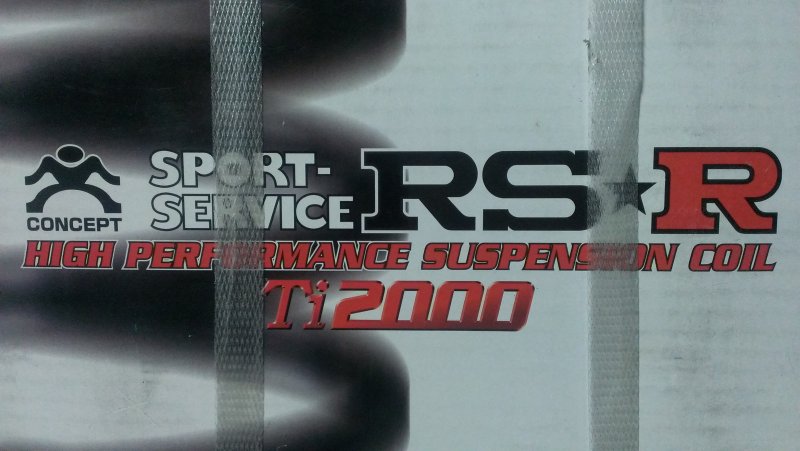 CONCEPT
SPORT-
SERVICE
RS★R
HIGH PERFORMANCE SUSPENSION COIL
Ti2000